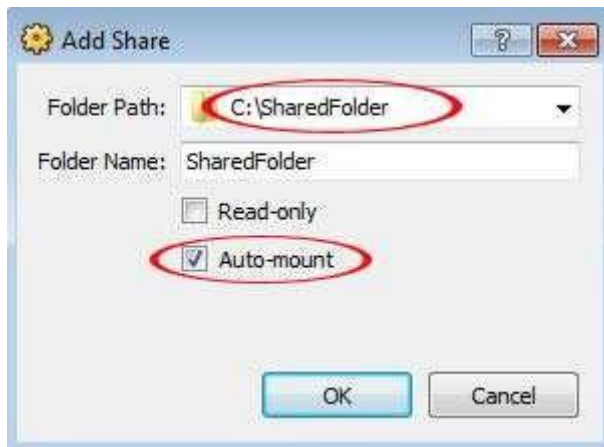 Add Share
Folder Path: C:\SharedFolder
Folder Name: SharedFolder
Read-only
Auto-mount
OK Cancel